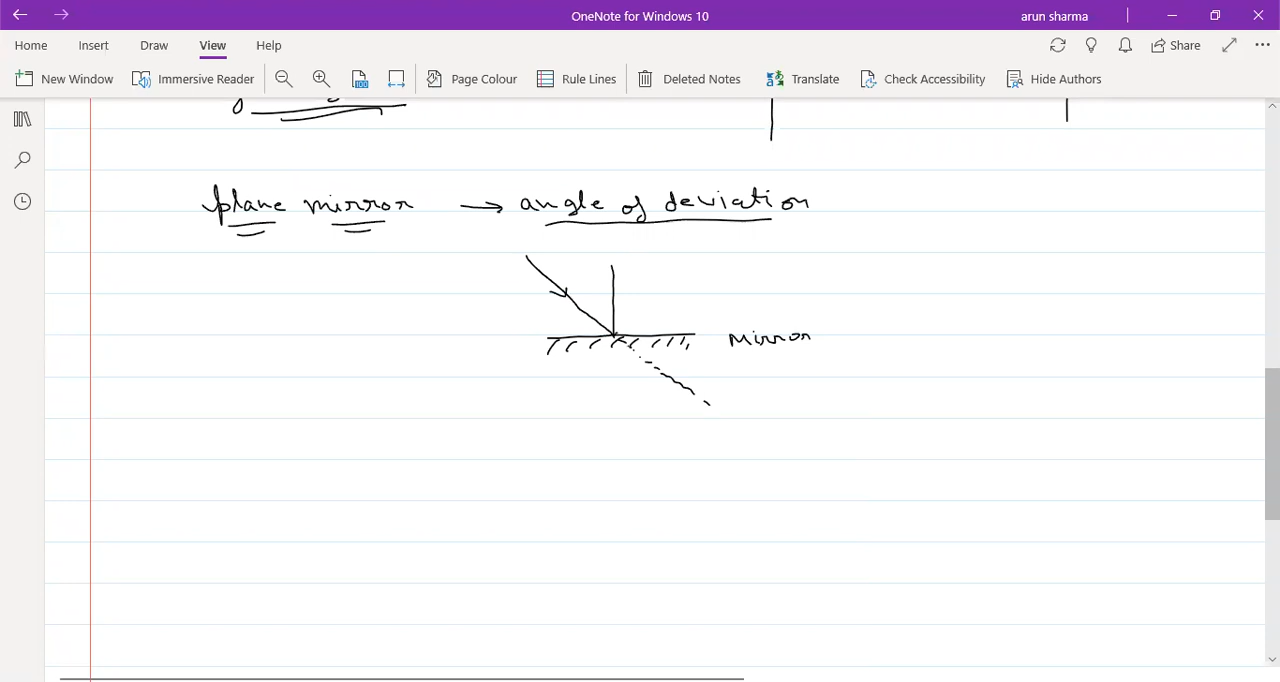 OneNote for Windows 10
arun sharma
Home Insert Draw View Help
Share
New Window Immersive Reader Page Colour Rule Lines Deleted Notes Translate Check Accessibility Hide Authors
plane mirror → angle of deviation
mirror